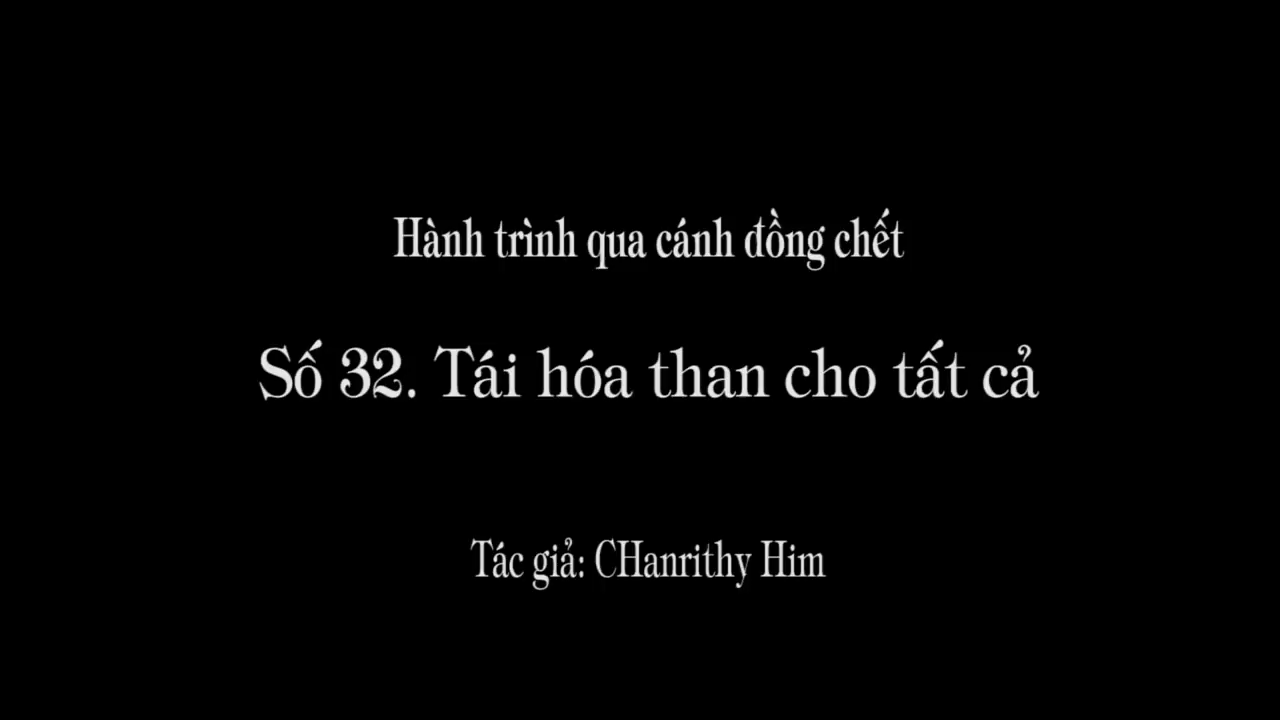 Hành trình qua cánh đồng chết
Số 32. Tái hóa than cho tất cả
Tác giả: CHanrithy Him